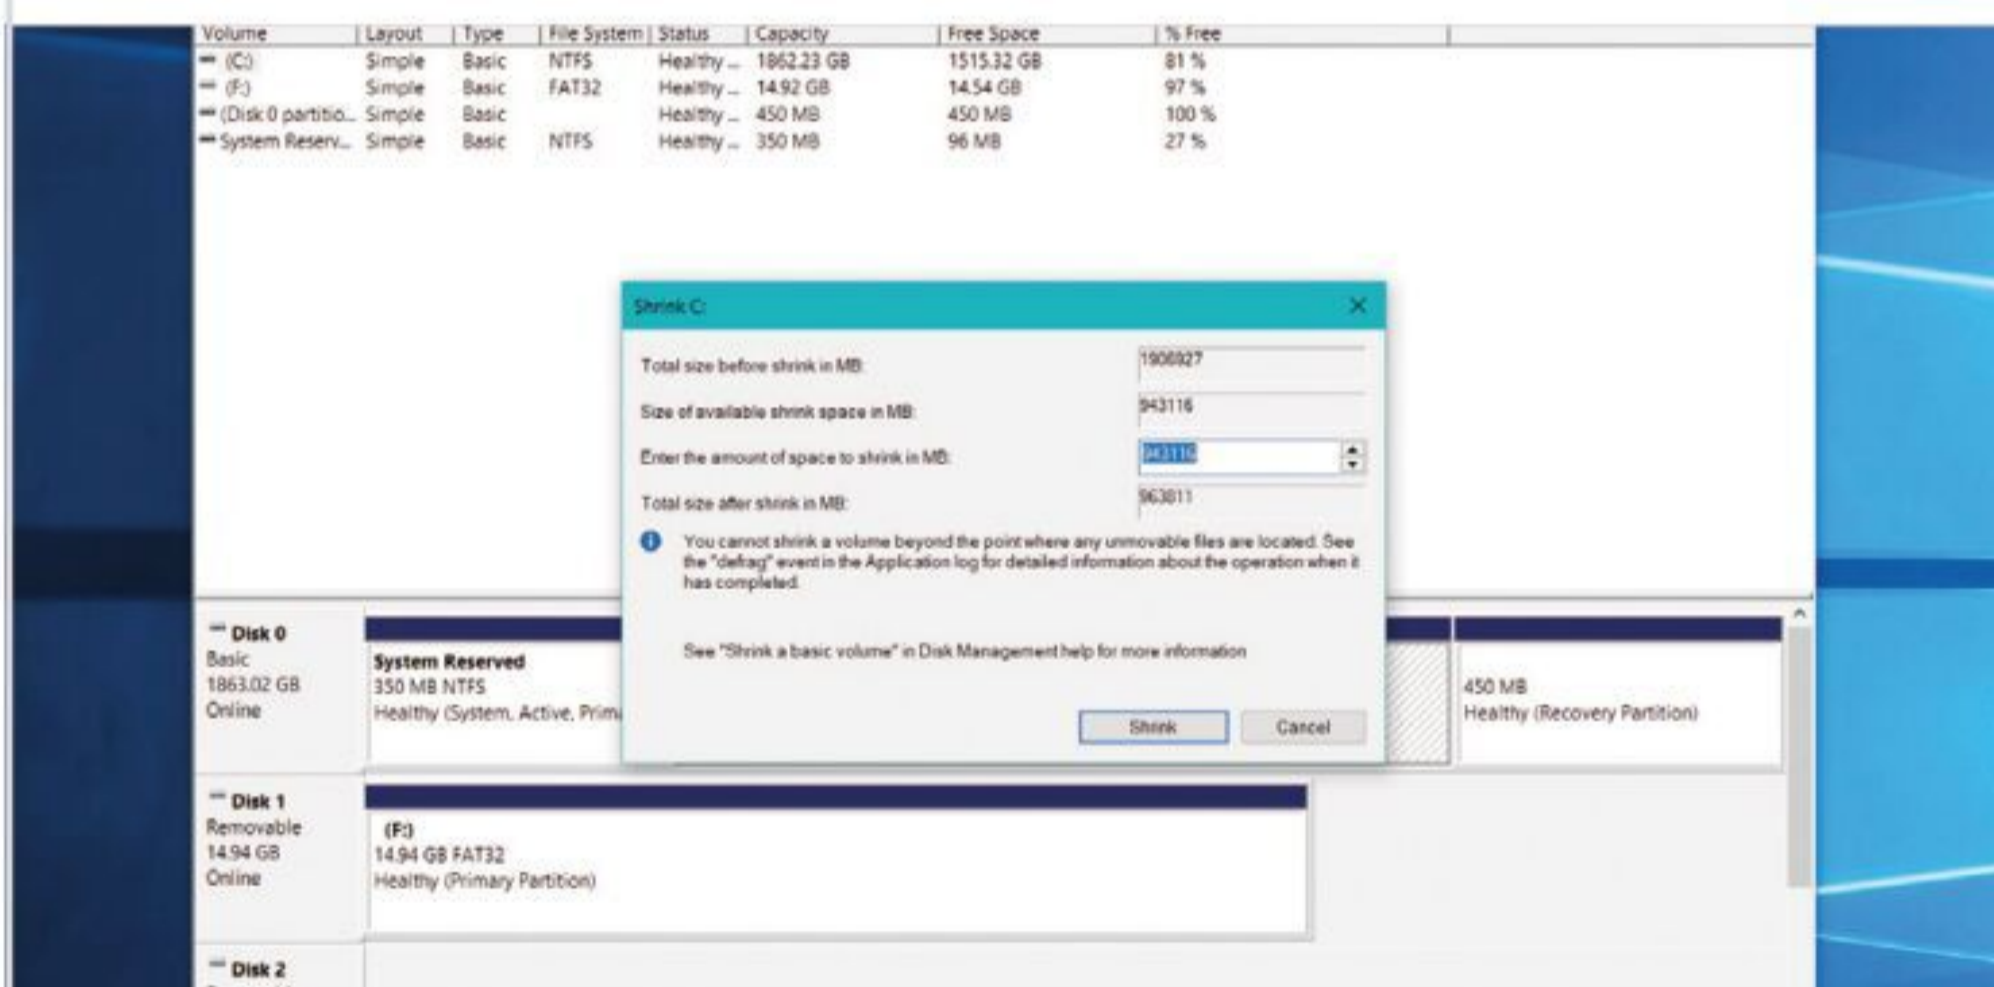 Volume Layout Type File System Status Capacity Free Space % Free
(C:) Simple Basic NTFS Healthy ... 1862.23 GB 1515.32 GB 81 %
(F:) Simple Basic FAT32 Healthy ... 14.92 GB 14.54 GB 97 %
(Disk 0 partitio... Simple Basic Healthy ... 450 MB 450 MB 100 %
System Reserv... Simple Basic NTFS Healthy ... 350 MB 96 MB 27 %
Shrink C:
Total size before shrink in MB: 1906927
Size of available shrink space in MB: 943116
Enter the amount of space to shrink in MB: 943116
Total size after shrink in MB: 963811
You cannot shrink a volume beyond the point where any unmovable files are located. See
the "defrag" event in the Application log for detailed information about the operation when it
has completed.
See "Shrink a basic volume" in Disk Management help for more information
Shrink Cancel
Disk 0
Basic
1863.02 GB
Online
System Reserved
350 MB NTFS
Healthy (System, Active, Prim
450 MB
Healthy (Recovery Partition)
Disk 1
Removable
14.94 GB
Online
(F:)
14.94 GB FAT32
Healthy (Primary Partition)
Disk 2